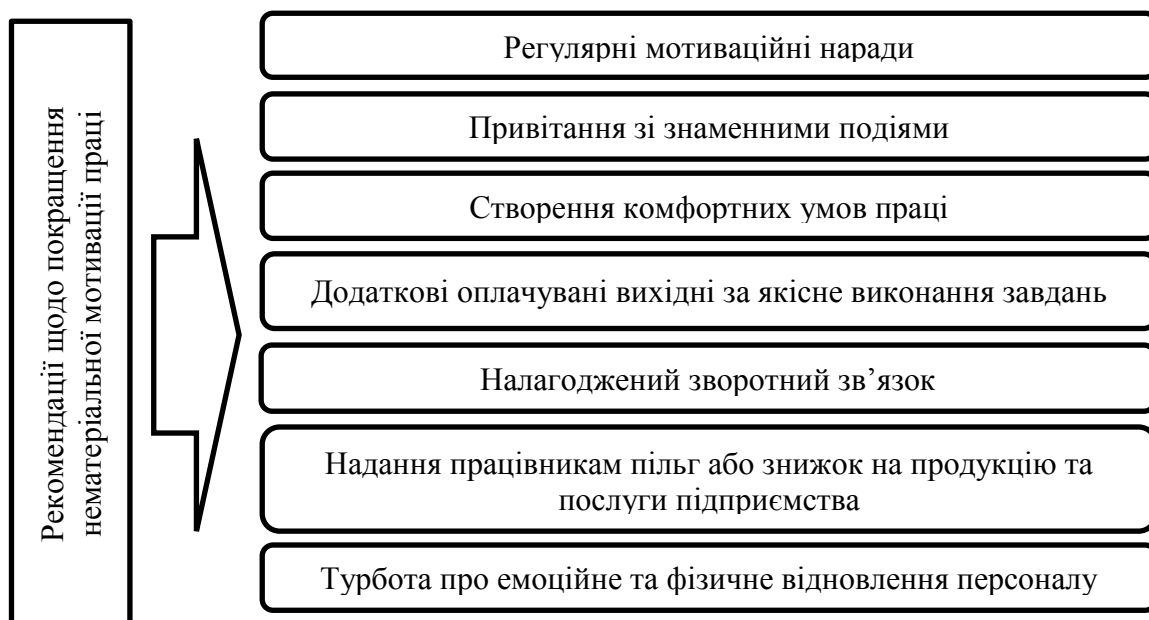 Рекомендації щодо покращення
нематеріальної мотивації праці
Регулярні мотиваційні наради
Привітання зі знаменними подіями
Створення комфортних умов праці
Додаткові оплачувані вихідні за якісне виконання завдань
Налагоджений зворотний зв’язок
Надання працівникам пільг або знижок на продукцію та
послуги підприємства
Турбота про емоційне та фізичне відновлення персоналу